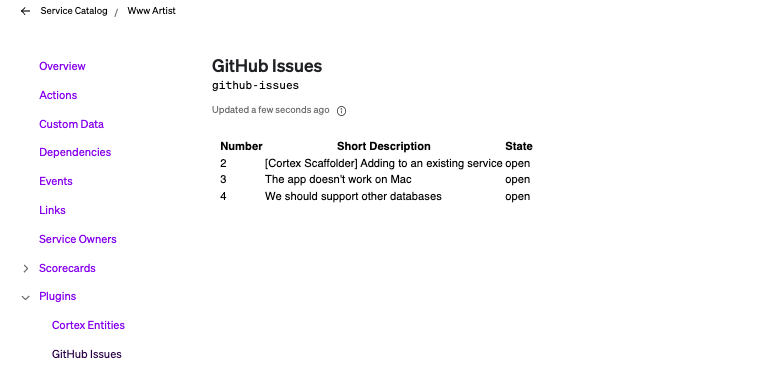 Service Catalog / Www Artist
Overview
Actions
Custom Data
Dependencies
Events
Links
Service Owners
Scorecards
Plugins
Cortex Entities
GitHub Issues
GitHub Issues
github-issues
Updated a few seconds ago
Number Short Description State
2 [Cortex Scaffolder] Adding to an existing service open
3 The app doesn't work on Mac open
4 We should support other databases open